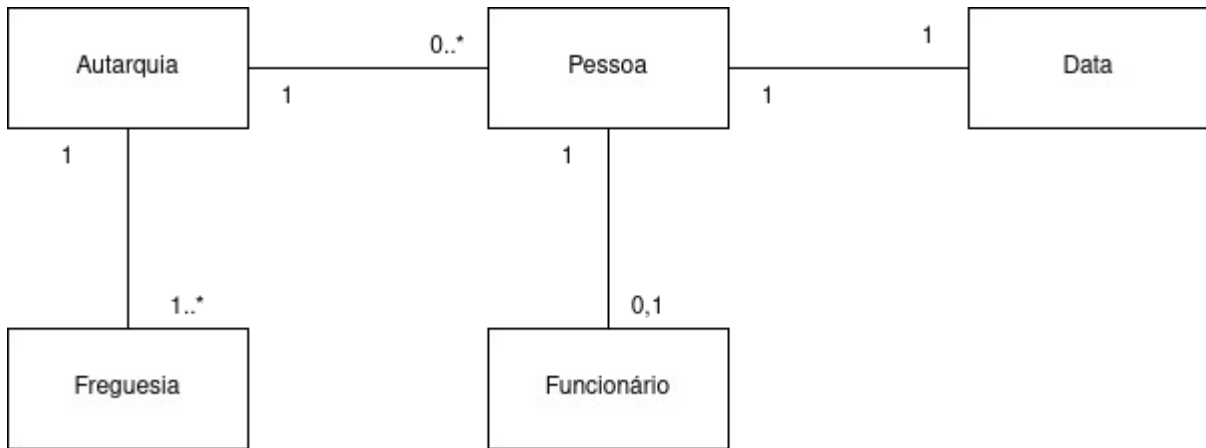 0..*
1
Autarquia
Pessoa
Data
1
1
1
1
1..*
0,1
Freguesia
Funcionário